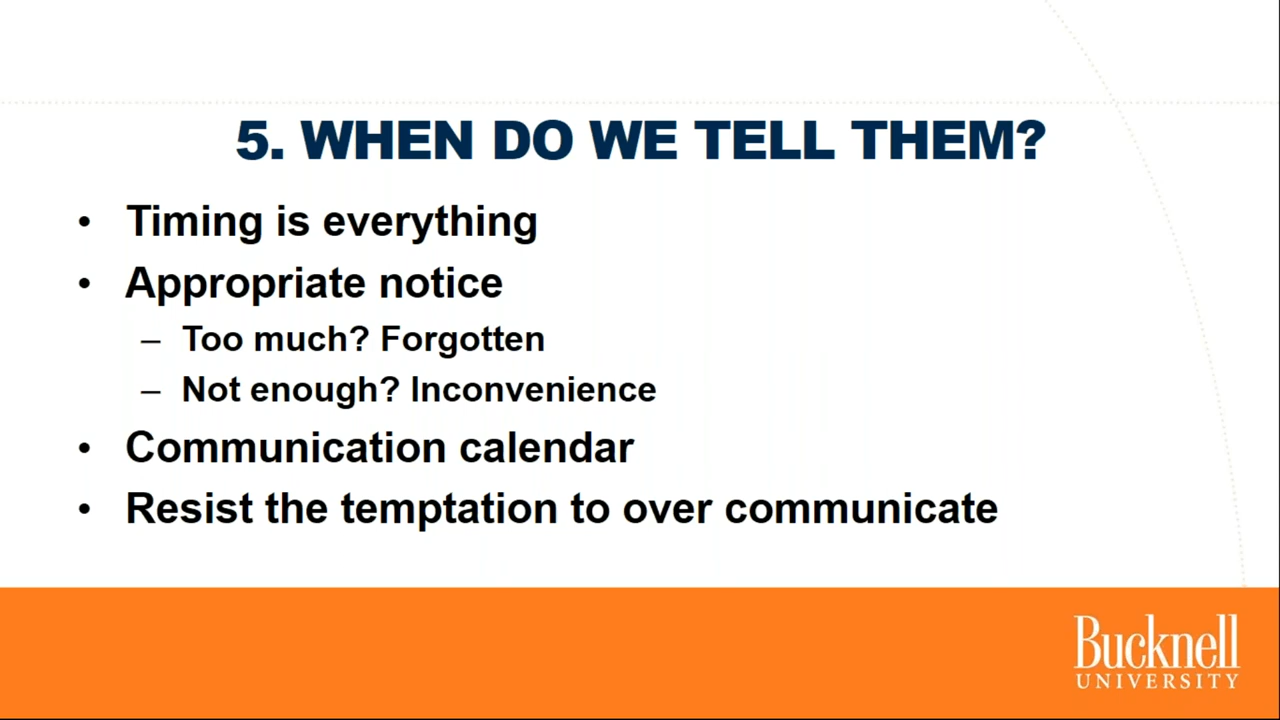 5. WHEN DO WE TELL THEM?
• Timing is everything
• Appropriate notice
– Too much? Forgotten
– Not enough? Inconvenience
• Communication calendar
• Resist the temptation to over communicate
Bucknell
UNIVERSITY